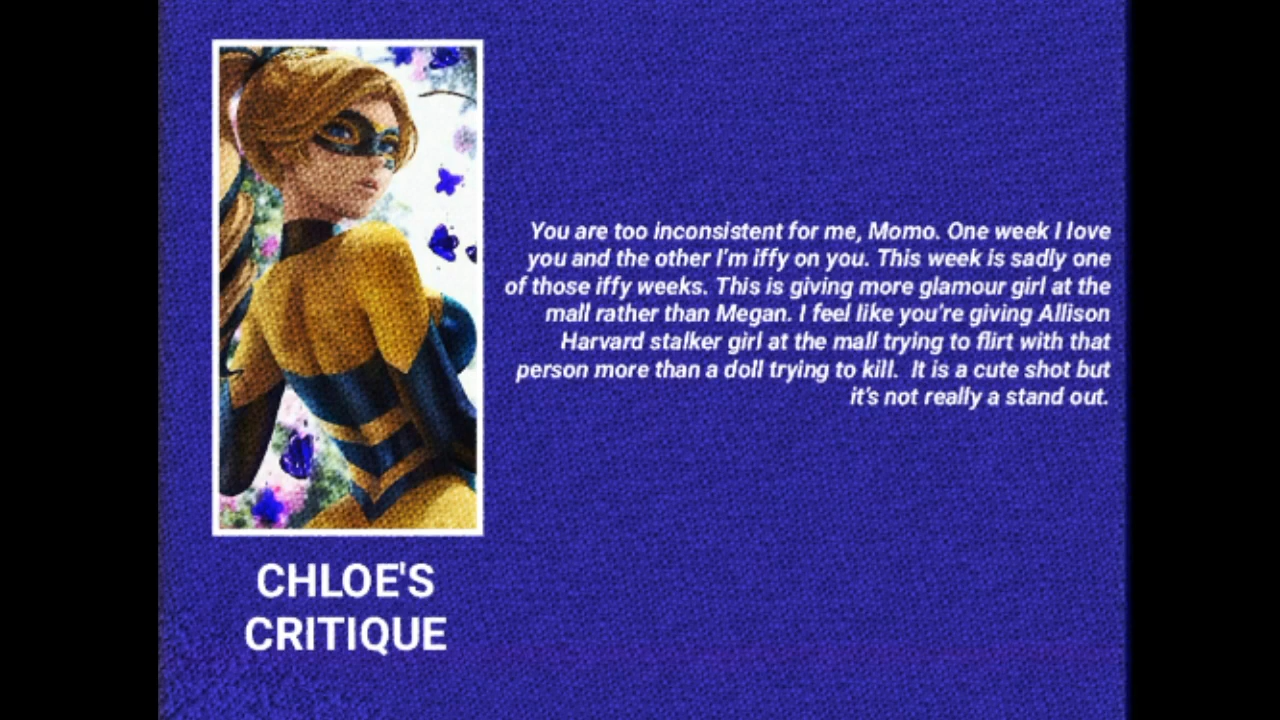 You are too inconsistent for me, Momo. One week I love
you and the other I'm iffy on you. This week is sadly one
of those iffy weeks. This is giving more glamour girl at the
mall rather than Megan. I feel like you're giving Allison
Harvard stalker girl at the mall trying to flirt with that
person more than a doll trying to kill.  It is a cute shot but
it's not really a stand out.
CHLOE'S
CRITIQUE